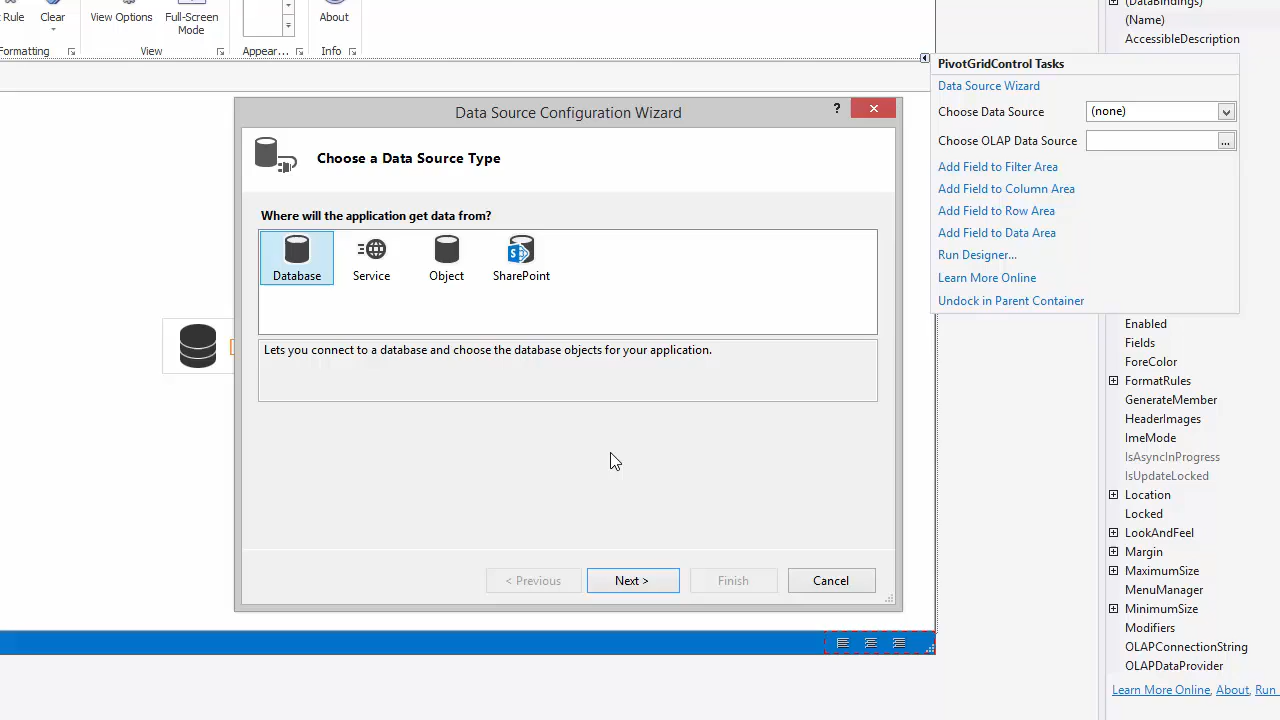 Rule
Clear
View Options
Full-Screen
Mode
About
Formatting
View
Appear...
Info
(DataBindings)
(Name)
AccessibleDescription
PivotGridControl Tasks
Data Source Wizard
Choose Data Source
(none)
Choose OLAP Data Source
...
Add Field to Filter Area
Add Field to Column Area
Add Field to Row Area
Add Field to Data Area
Run Designer...
Learn More Online
Undock in Parent Container
Data Source Configuration Wizard
?
Choose a Data Source Type
Where will the application get data from?
Database
Service
Object
SharePoint
Lets you connect to a database and choose the database objects for your application.
< Previous
Next >
Finish
Cancel
Enabled
Fields
ForeColor
FormatRules
GenerateMember
HeaderImages
ImeMode
IsAsyncInProgress
IsUpdateLocked
Location
Locked
LookAndFeel
Margin
MaximumSize
MenuManager
MinimumSize
Modifiers
OLAPConnectionString
OLAPDataProvider
Learn More Online, About, Run